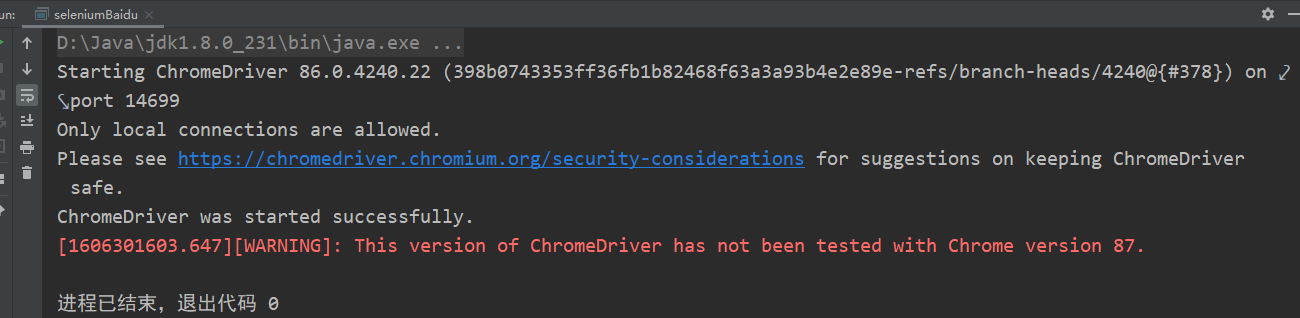 un:
seleniumBaidu
D:\Java\jdk1.8.0_231\bin\java.exe ...
Starting ChromeDriver 86.0.4240.22 (398b0743353ff36fb1b82468f63a3a93b4e2e89e-refs/branch-heads/4240@{#378}) on
port 14699
Only local connections are allowed.
Please see https://chromedriver.chromium.org/security-considerations for suggestions on keeping ChromeDriver
safe.
ChromeDriver was started successfully.
[1606301603.647][WARNING]: This version of ChromeDriver has not been tested with Chrome version 87.
进程已结束，退出代码 0